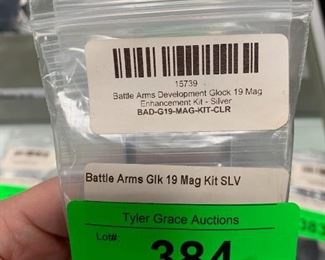 15739
Battle Arms Development Glock 19 Mag
Enhancement Kit - Silver
BAD-G19-MAG-KIT-CLR
Battle Arms Glk 19 Mag Kit SLV
Tyler Grace Auctions
Lot#: 384